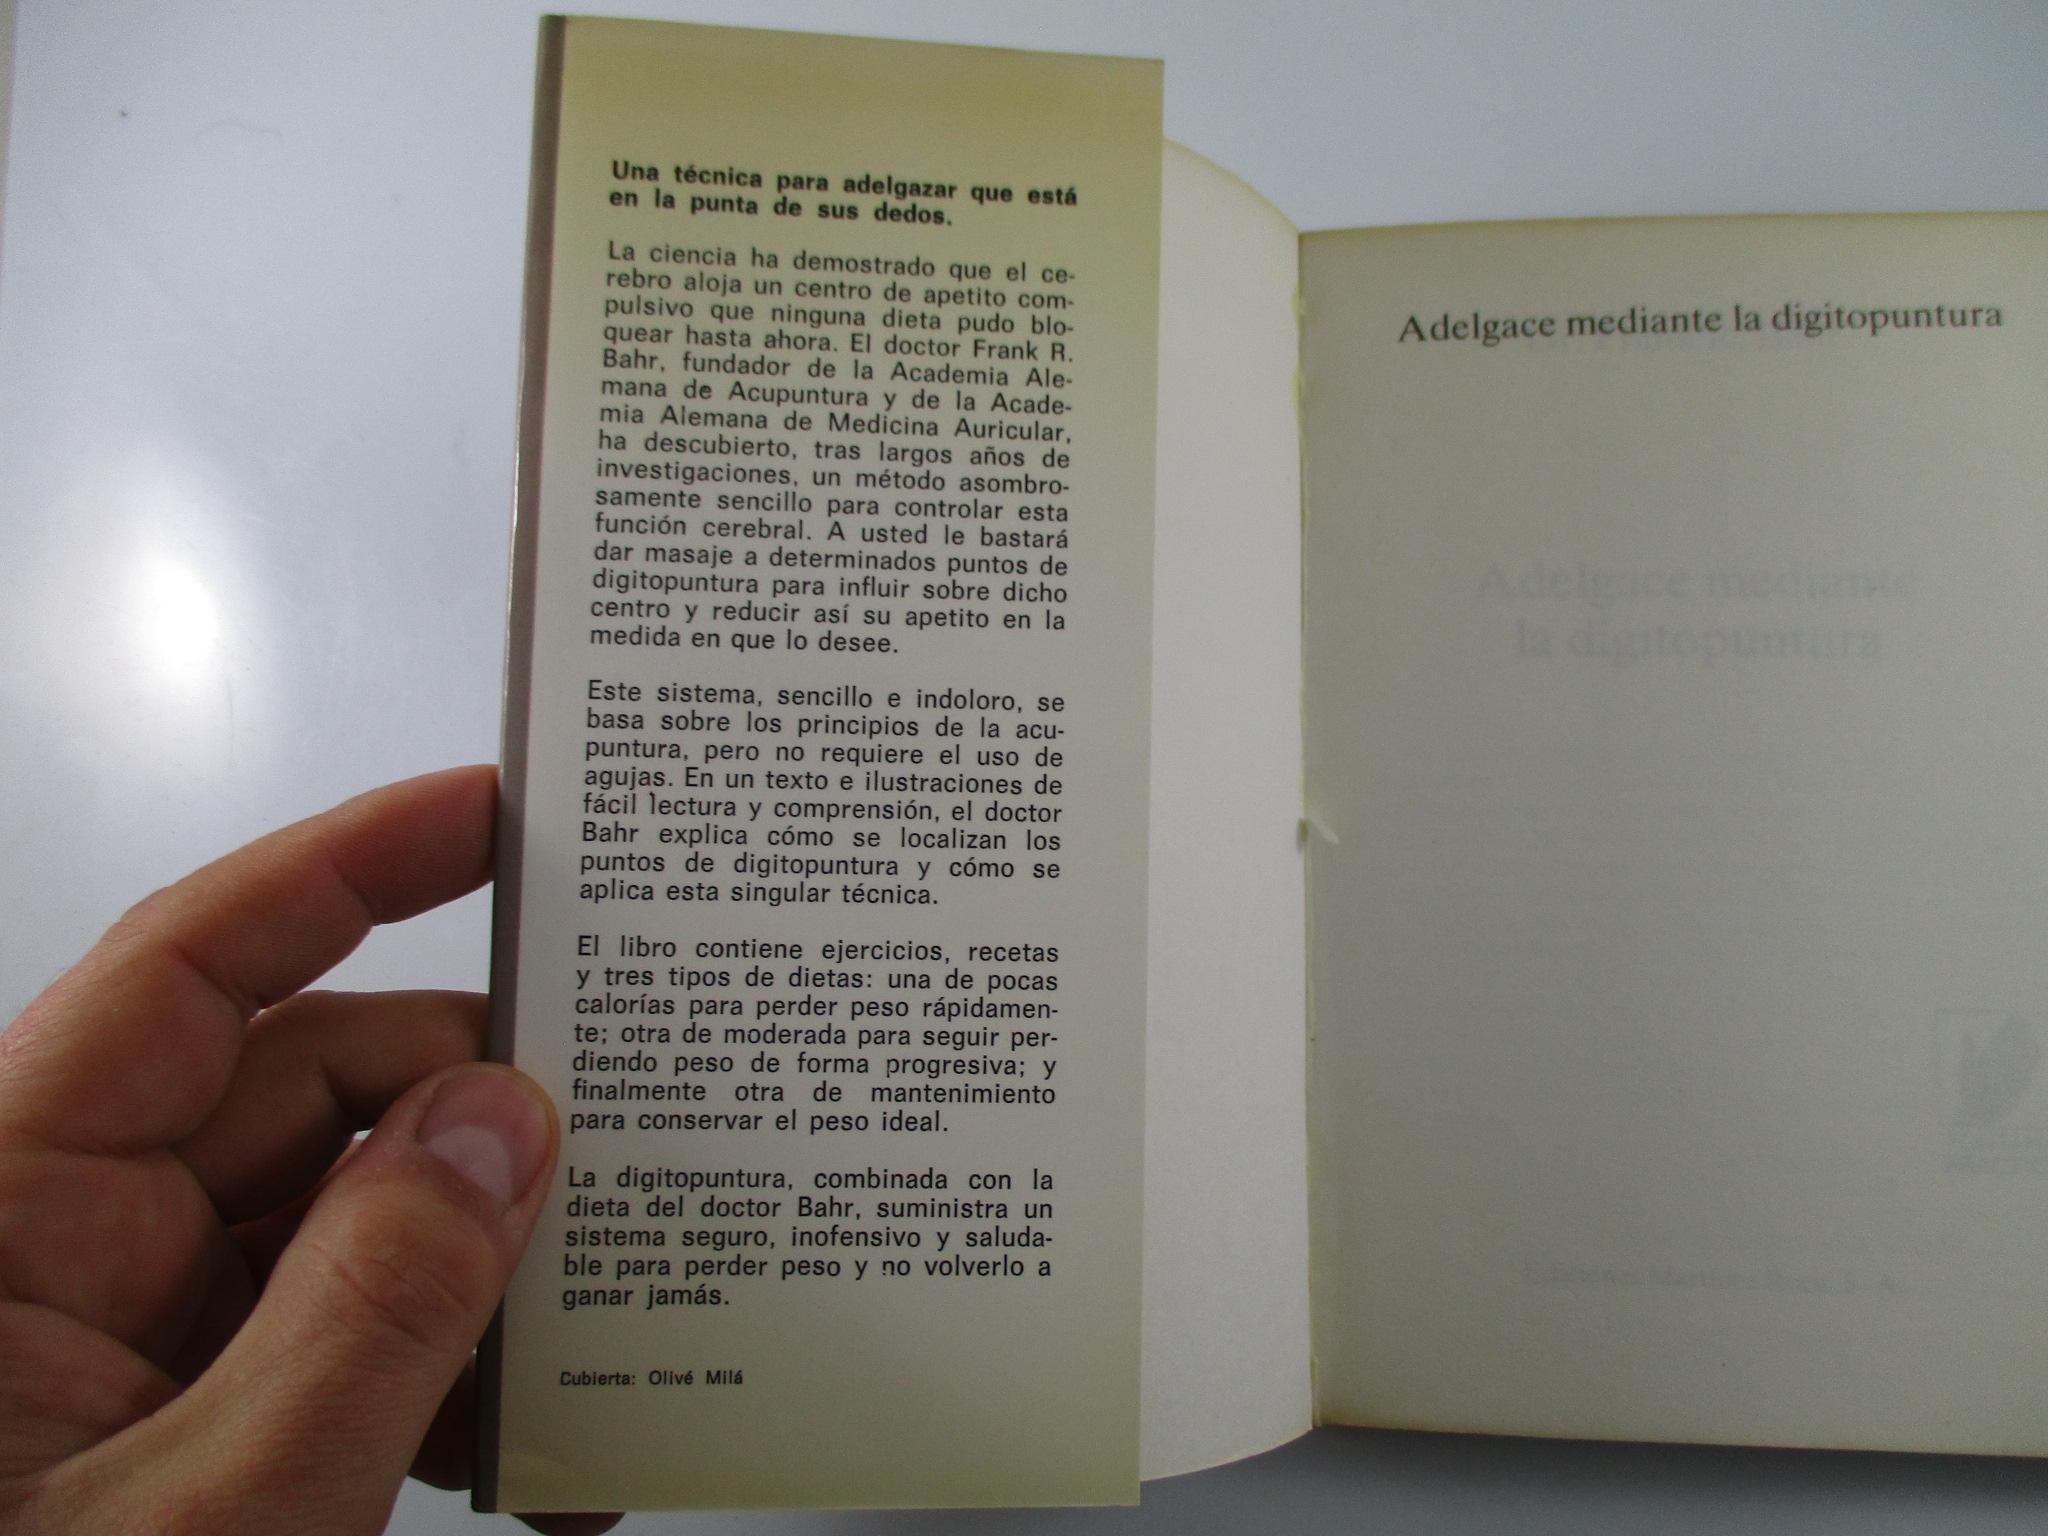 Una técnica para adelgazar que está
en la punta de sus dedos.
La ciencia ha demostrado que el ce-
rebro aloja un centro de apetito com-
pulsivo que ninguna dieta pudo blo-
quear hasta ahora. El doctor Frank R.
Bahr, fundador de la Academia Ale-
mana de Acupuntura y de la Acade-
mia Alemana de Medicina Auricular,
ha descubierto, tras largos años de
investigaciones, un método asombro-
samente sencillo para controlar esta
función cerebral. A usted le bastará
dar masaje a determinados puntos de
digitopuntura para influir sobre dicho
centro y reducir así su apetito en la
medida en que lo desee.
Este sistema, sencillo e indoloro, se
basa sobre los principios de la acu-
puntura, pero no requiere el uso de
agujas. En un texto e ilustraciones de
fácil lectura y comprensión, el doctor
Bahr explica cómo se localizan los
puntos de digitopuntura y cómo se
aplica esta singular técnica.
El libro contiene ejercicios, recetas
y tres tipos de dietas: una de pocas
calorías para perder peso rápidamen-
te; otra de moderada para seguir per-
diendo peso de forma progresiva; y
finalmente otra de mantenimiento
para conservar el peso ideal.
La digitopuntura, combinada con la
dieta del doctor Bahr, suministra un
sistema seguro, inofensivo y saluda-
ble para perder peso y no volverlo a
ganar jamás.
Cubierta: Olivé Milá
Adelgace mediante la digitopuntura
Adelgace mediante
la digitopuntura
Ediciones Martínez Roca, S. A.